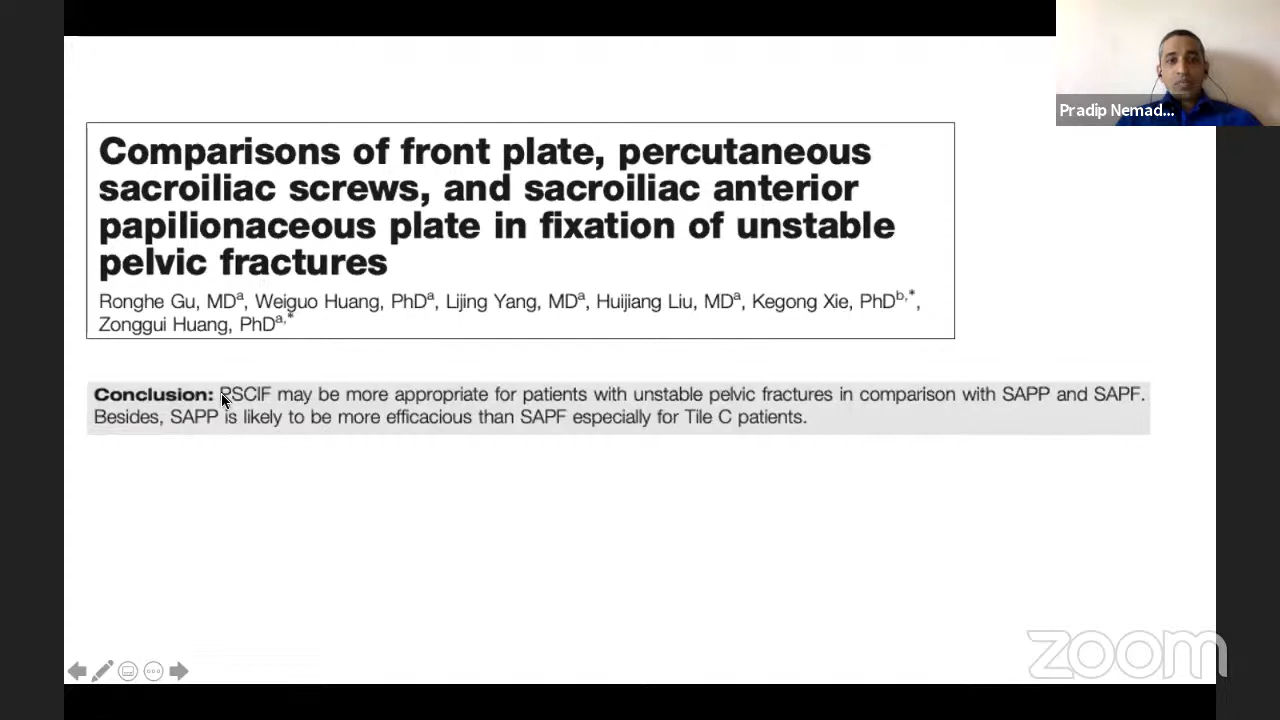 Pradip Nemad...
Comparisons of front plate, percutaneous
sacroiliac screws, and sacroiliac anterior
papilionaceous plate in fixation of unstable
pelvic fractures
Ronghe Gu, MDa, Weiguo Huang, PhDa, Lijing Yang, MDa, Huijiang Liu, MDa, Kegong Xie, PhDb,*,
Zonggui Huang, PhDa,*
Conclusion: PSCIF may be more appropriate for patients with unstable pelvic fractures in comparison with SAPP and SAPF.
Besides, SAPP is likely to be more efficacious than SAPF especially for Tile C patients.
zoom